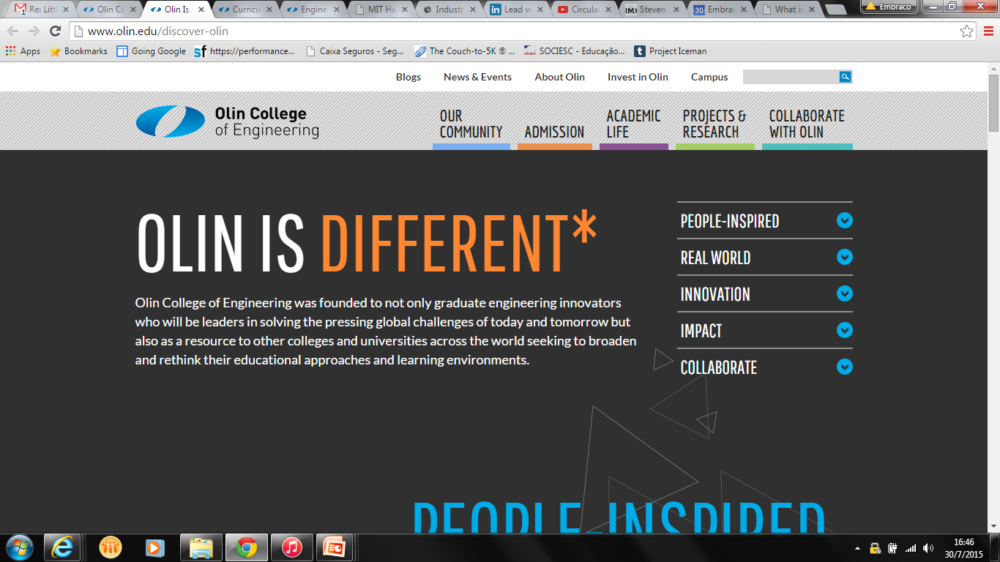 Re: Littl
Olin Co
Olin Is
Curricu
Enginee
MIT Ha
Industr
Lead w
Circula
Steven
Embrac
What is
Embraco
www.olin.edu/discover-olin
Apps
Bookmarks
Going Google
https://performance...
Caixa Seguros - Seg...
The Couch-to-5K ® ...
SOCIESC - Educação...
Project Iceman
Blogs
News & Events
About Olin
Invest in Olin
Campus
Olin College
of Engineering
OUR
COMMUNITY
ADMISSION
ACADEMIC
LIFE
PROJECTS &
RESEARCH
COLLABORATE
WITH OLIN
OLIN IS DIFFERENT*
Olin College of Engineering was founded to not only graduate engineering innovators
who will be leaders in solving the pressing global challenges of today and tomorrow but
also as a resource to other colleges and universities across the world seeking to broaden
and rethink their educational approaches and learning environments.
PEOPLE-INSPIRED
REAL WORLD
INNOVATION
IMPACT
COLLABORATE
PEOPLE-INSPIRED
16:46
30/7/2015